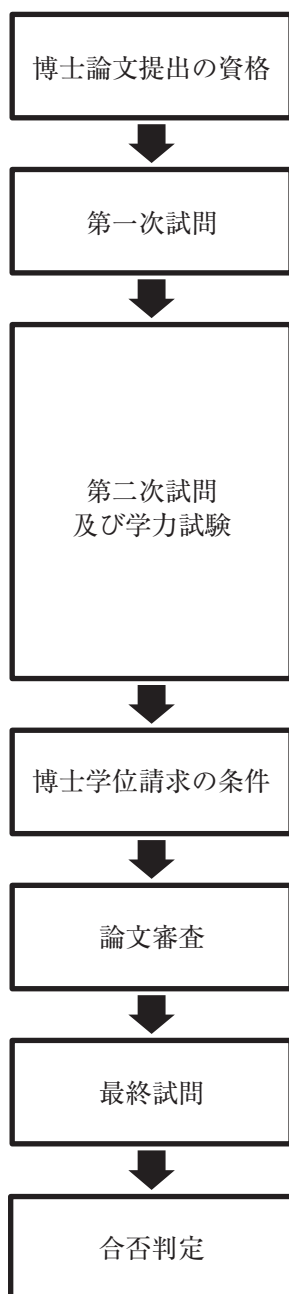 博士論文提出の資格
第一次試問
第二次試問
及び学力試験
博士学位請求の条件
論文審査
最終試問
合否判定